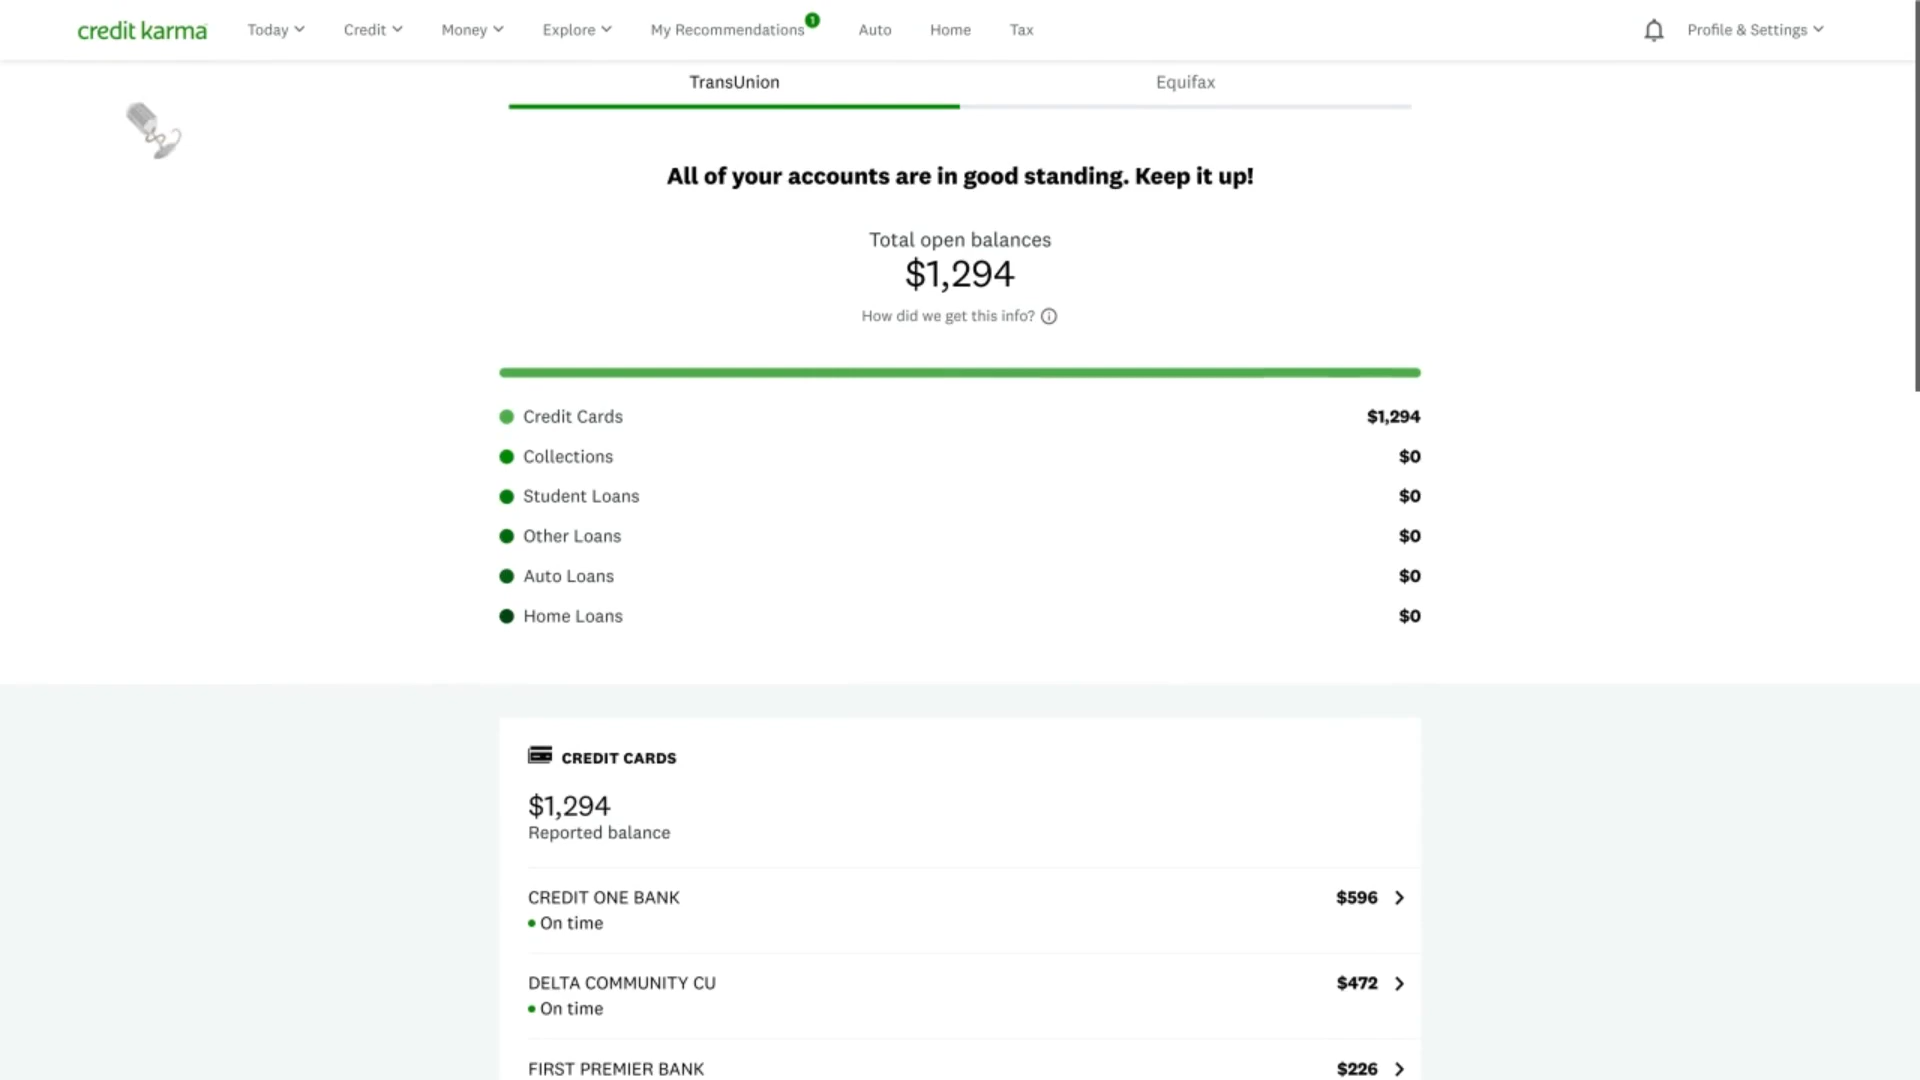 credit karma
Today
Credit
Money
Explore
My Recommendations
1
Auto
Home
Tax
Profile & Settings
TransUnion
Equifax
All of your accounts are in good standing. Keep it up!
Total open balances
$1,294
How did we get this info?
Credit Cards $1,294
Collections $0
Student Loans $0
Other Loans $0
Auto Loans $0
Home Loans $0
CREDIT CARDS
$1,294
Reported balance
CREDIT ONE BANK $596
On time
DELTA COMMUNITY CU $472
On time
FIRST PREMIER BANK $226